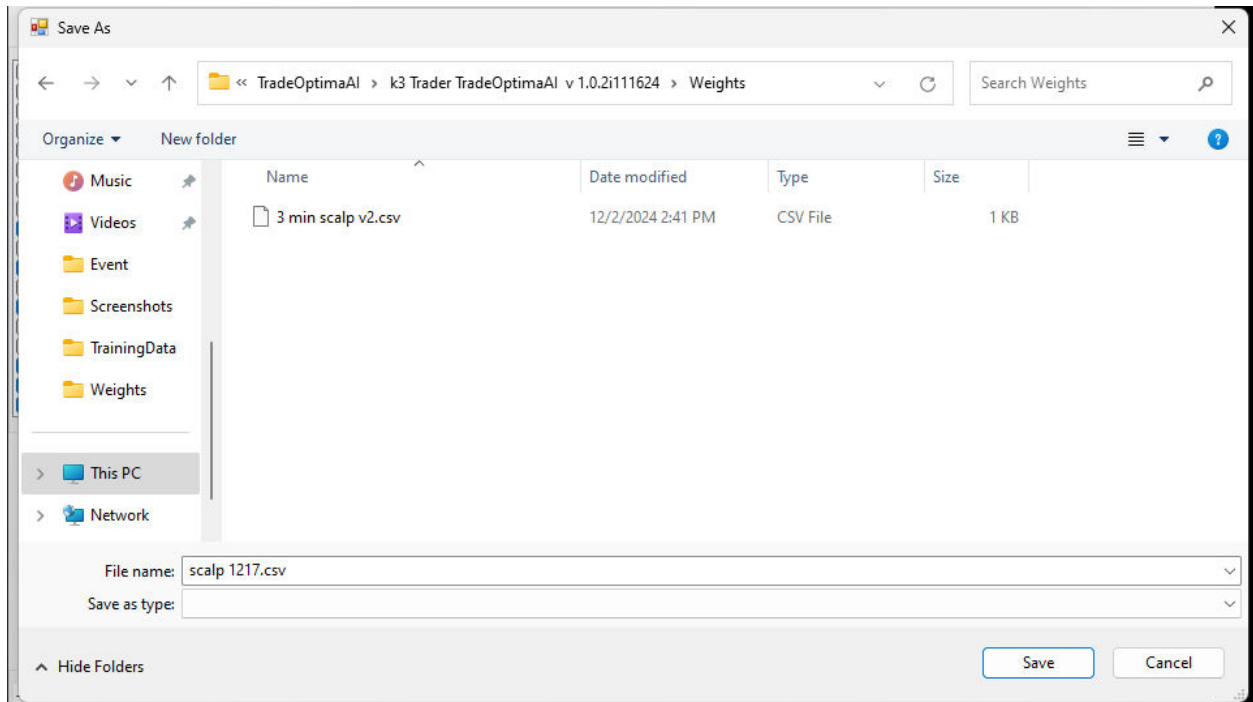 Save As
« TradeOptimaAI > k3 Trader TradeOptimaAI v 1.0.2i111624 > Weights
Search Weights
Organize
New folder
Name
Date modified
Type
Size
Music
Videos
Event
Screenshots
TrainingData
Weights
This PC
Network
3 min scalp v2.csv 12/2/2024 2:41 PM CSV File 1 KB
File name: scalp 1217.csv
Save as type:
Hide Folders
Save
Cancel